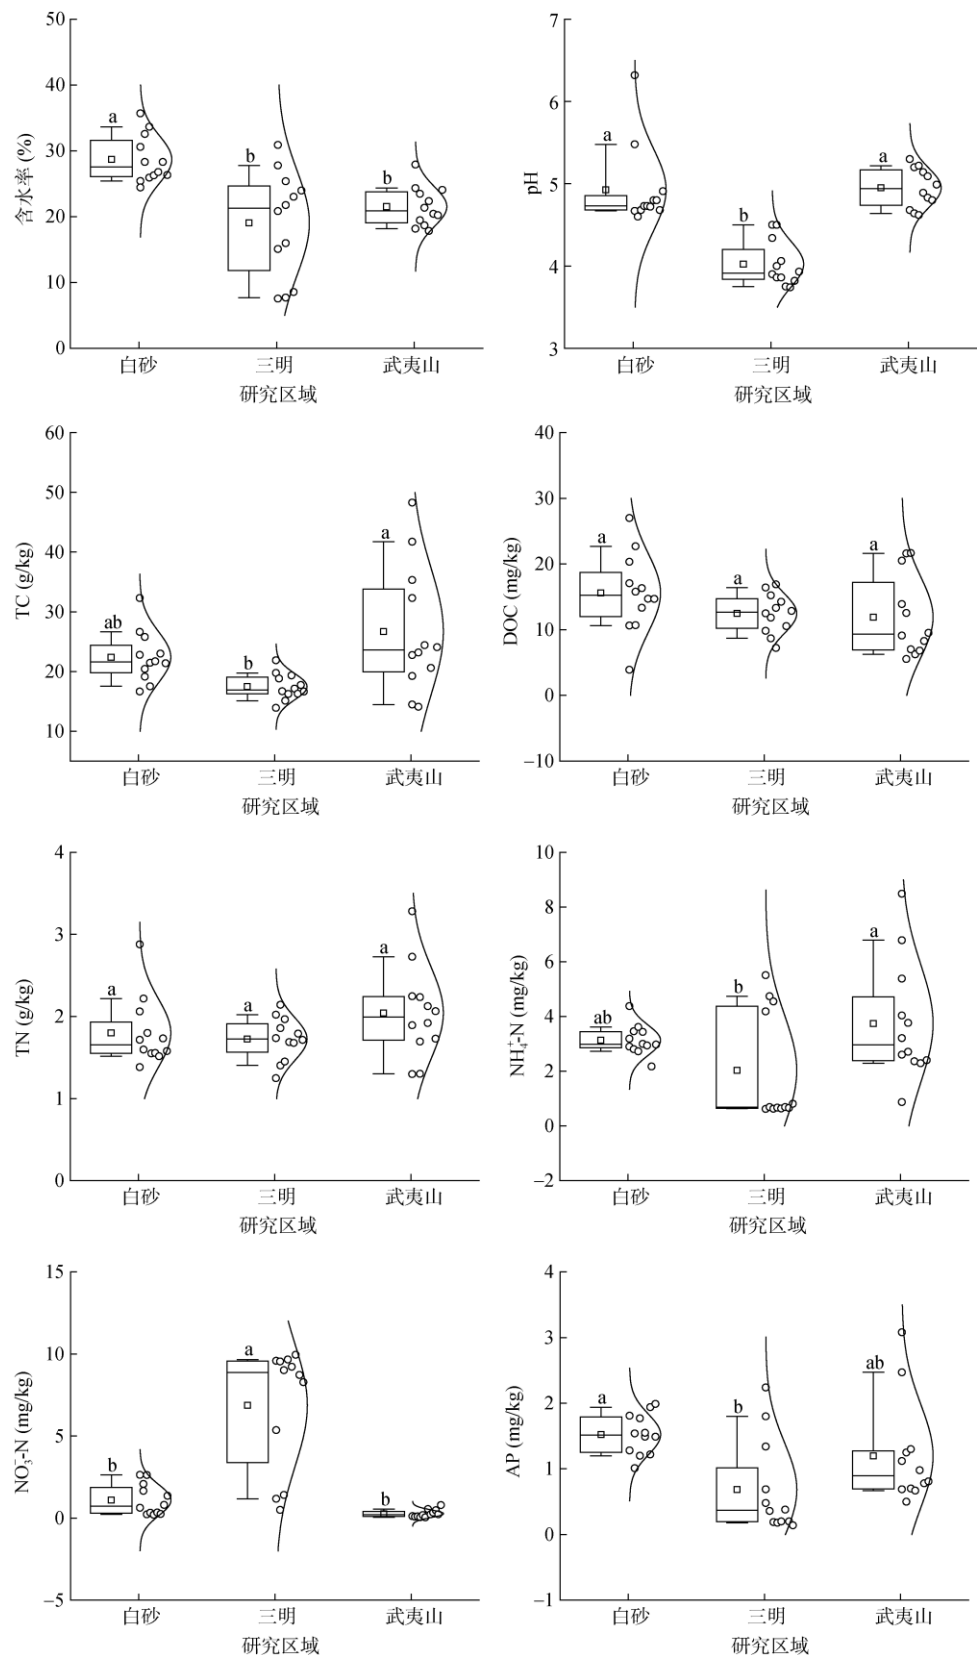 50
40
30
20
10
0
含水率 (%)
a
b
b
白砂
三明
武夷山
研究区域
7
6
5
4
3
pH
a
b
a
白砂
三明
武夷山
研究区域
60
50
40
30
20
10
TC (g/kg)
ab
b
a
白砂
三明
武夷山
研究区域
40
30
20
10
0
−10
DOC (mg/kg)
a
a
a
白砂
三明
武夷山
研究区域
4
3
2
1
0
TN (g/kg)
a
a
a
白砂
三明
武夷山
研究区域
10
8
6
4
2
0
−2
NH₄⁺-N (mg/kg)
ab
b
a
白砂
三明
武夷山
研究区域
15
10
5
0
−5
NO₃⁻-N (mg/kg)
b
a
b
白砂
三明
武夷山
研究区域
4
3
2
1
0
−1
AP (mg/kg)
a
b
ab
白砂
三明
武夷山
研究区域